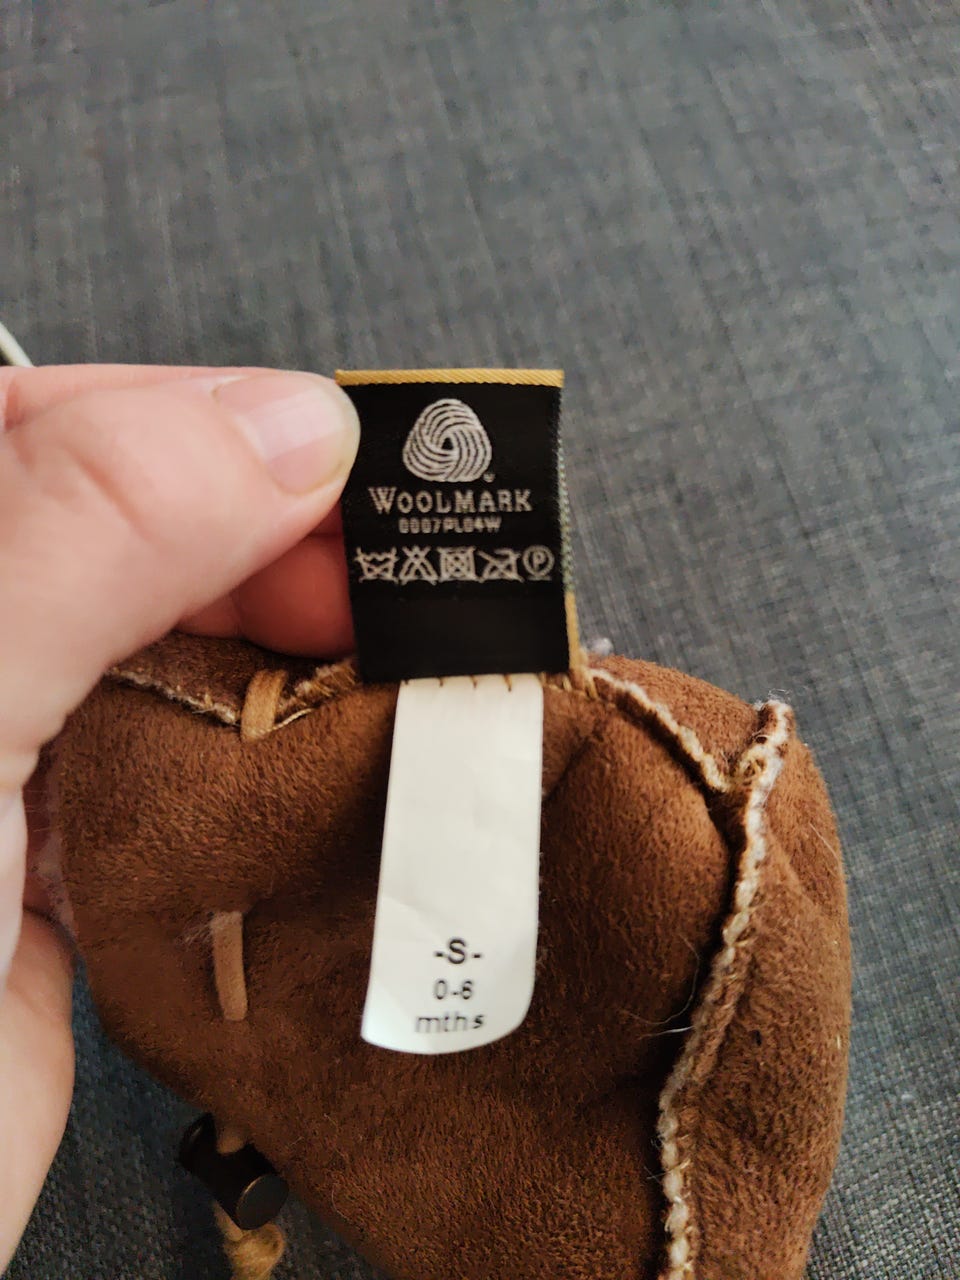 WOOLMARK
0007PL04W
P
-S-
0-6
mths